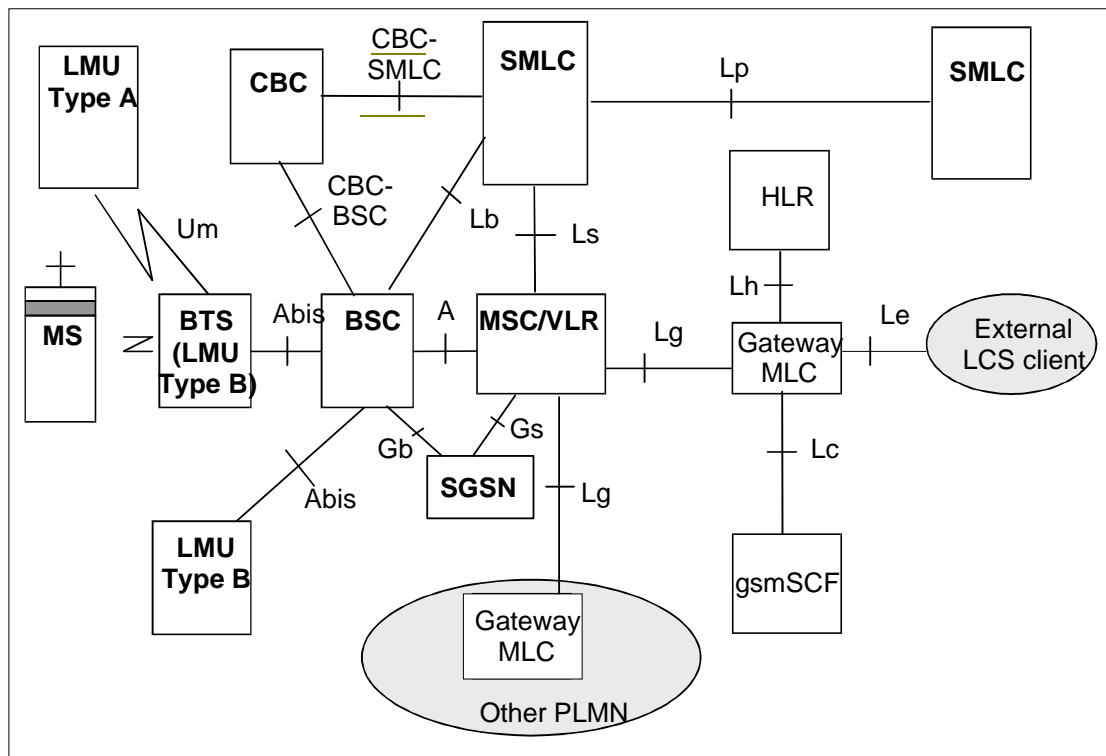 LMU
Type A
CBC
CBC-
SMLC
SMLC
Lp
SMLC
CBC-
BSC
Lb
Ls
HLR
Um
Lh
MS
BTS
(LMU
Type B)
Abis
BSC
A
MSC/VLR
Lg
Gateway
MLC
Le
External
LCS client
Gb
Gs
SGSN
Lc
Abis
Lg
LMU
Type B
gsmSCF
Gateway
MLC
Other PLMN